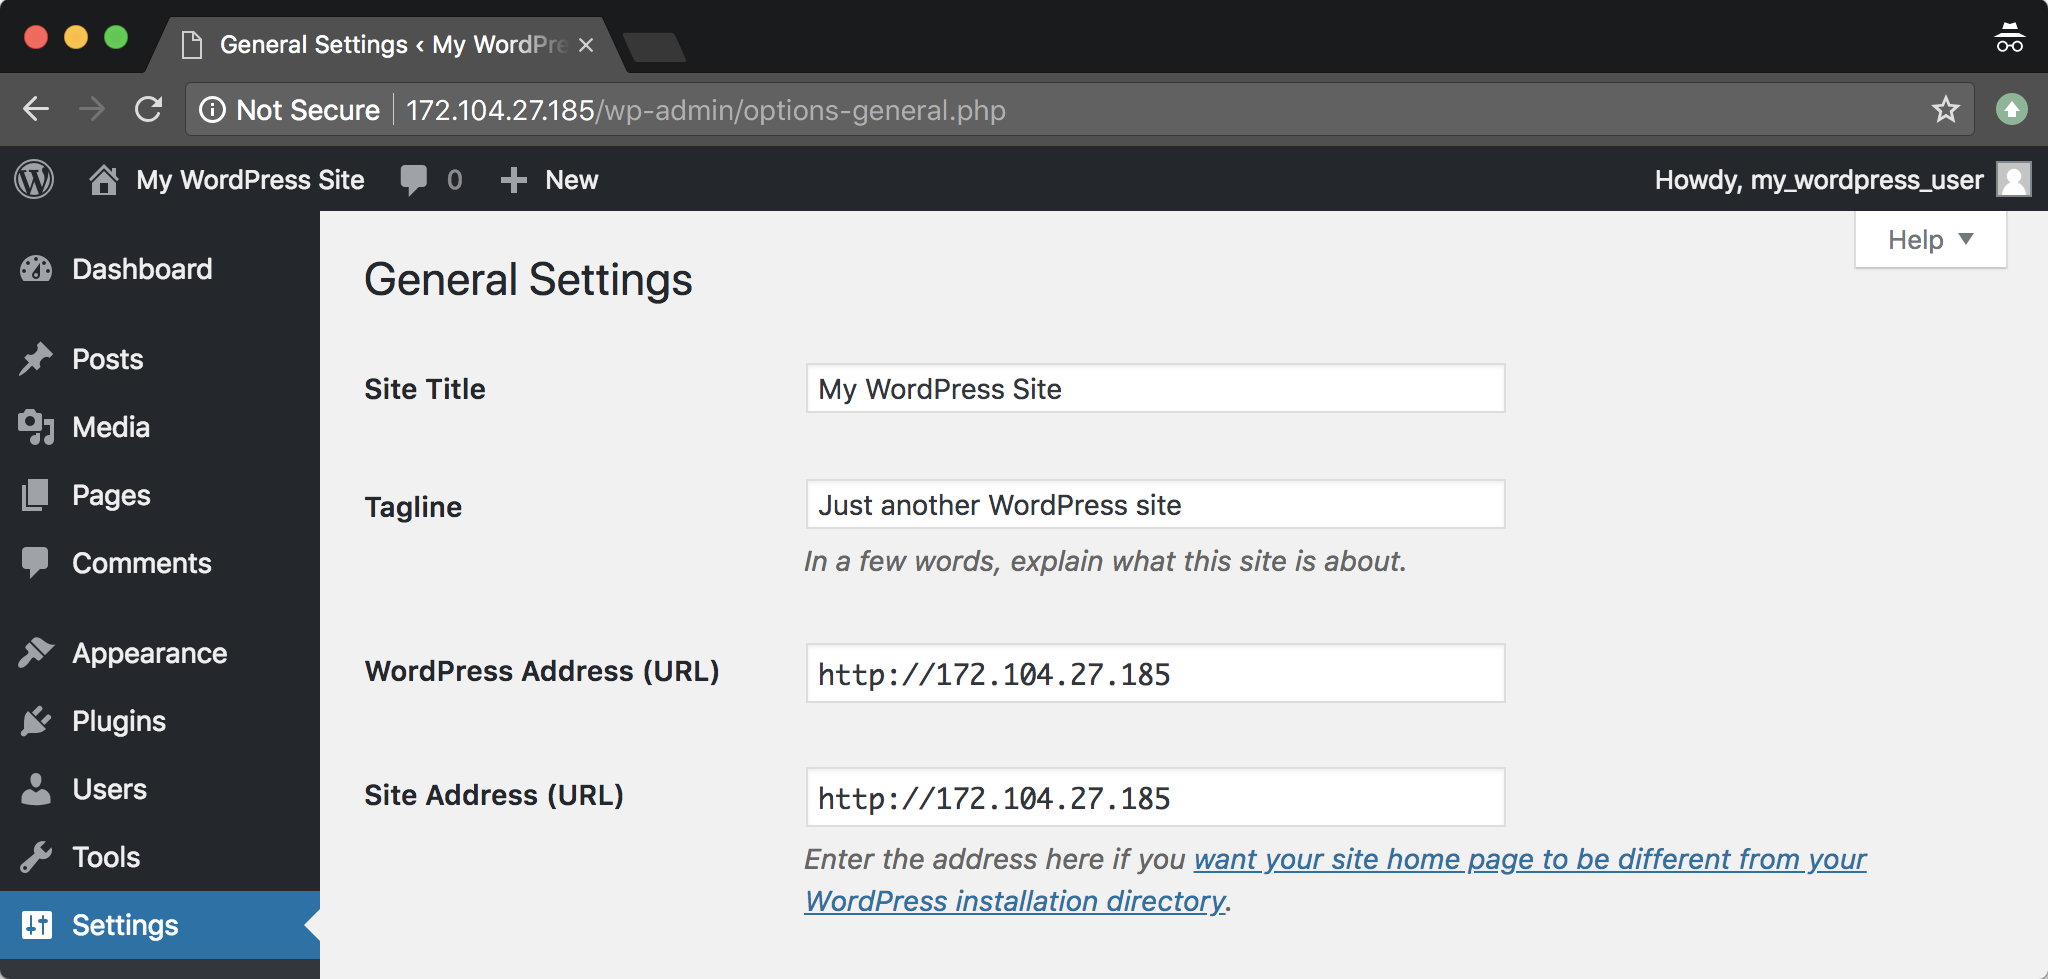 General Settings ‹ My WordPre
Not Secure 172.104.27.185/wp-admin/options-general.php
My WordPress Site 0 New Howdy, my_wordpress_user
Help
Dashboard
Posts
Media
Pages
Comments
Appearance
Plugins
Users
Tools
Settings
General Settings
Site Title My WordPress Site
Tagline Just another WordPress site
In a few words, explain what this site is about.
WordPress Address (URL) http://172.104.27.185
Site Address (URL) http://172.104.27.185
Enter the address here if you want your site home page to be different from your
WordPress installation directory.